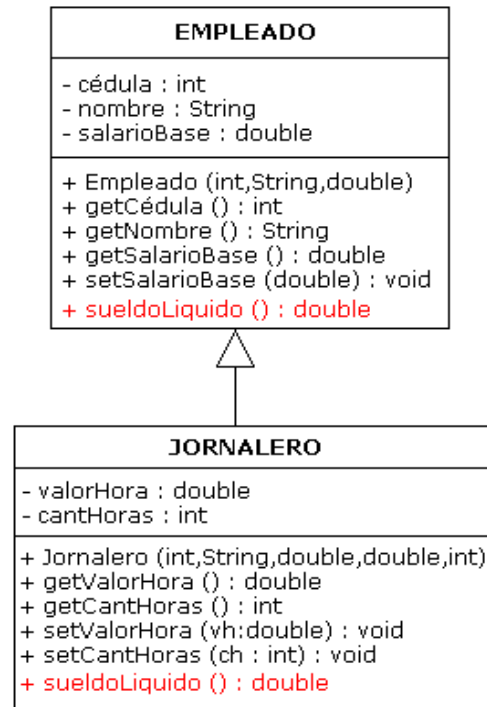 EMPLEADO
- cédula : int
- nombre : String
- salarioBase : double
+ Empleado (int,String,double)
+ getCédula () : int
+ getNombre () : String
+ getSalarioBase () : double
+ setSalarioBase (double) : void
+ sueldoLiquido () : double
JORNALERO
- valorHora : double
- cantHoras : int
+ Jornalero (int,String,double,double,int)
+ getValorHora () : double
+ getCantHoras () : int
+ setValorHora (vh:double) : void
+ setCantHoras (ch : int) : void
+ sueldoLiquido () : double